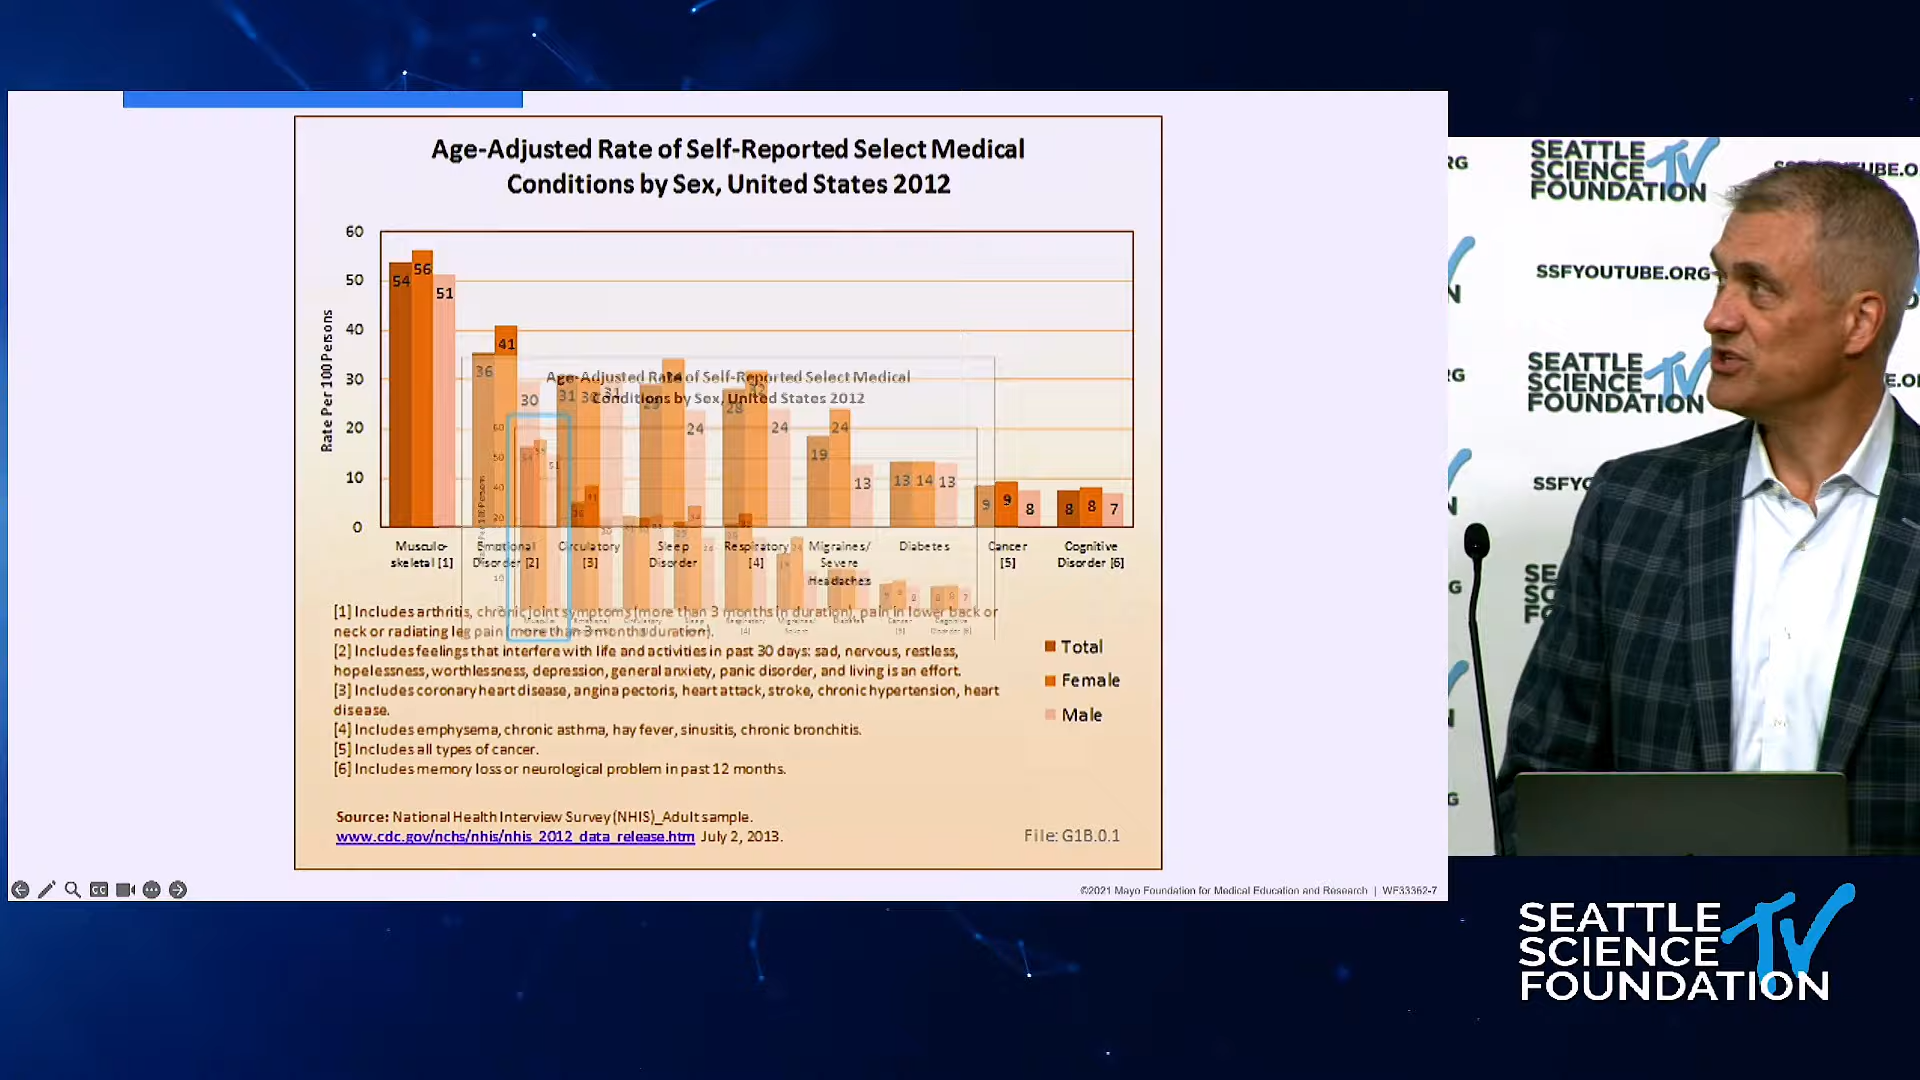 Age-Adjusted Rate of Self-Reported Select Medical
Conditions by Sex, United States 2012
Rate Per 100 Persons
60
50
40
30
20
10
0
54
56
51
36
41
30
31
30
31
29
34
24
28
32
24
19
24
13
13
14
13
9
9
8
8
8
7
Musculo-
skeletal [1]
Emotional
Disorder [2]
Circulatory
[3]
Sleep
Disorder
Respiratory
[4]
Migraines/
Severe
Headaches
Diabetes
Cancer
[5]
Cognitive
Disorder [6]
Age-Adjusted Rate of Self-Reported Select Medical
Conditions by Sex, United States 2012
[1] Includes arthritis, chronic joint symptoms (more than 3 months in duration), pain in lower back or
neck or radiating leg pain (more than 3 months duration).
[2] Includes feelings that interfere with life and activities in past 30 days: sad, nervous, restless,
hopelessness, worthlessness, depression, general anxiety, panic disorder, and living is an effort.
[3] Includes coronary heart disease, angina pectoris, heart attack, stroke, chronic hypertension, heart
disease.
[4] Includes emphysema, chronic asthma, hay fever, sinusitis, chronic bronchitis.
[5] Includes all types of cancer.
[6] Includes memory loss or neurological problem in past 12 months.
Total
Female
Male
Source: National Health Interview Survey (NHIS)_Adult sample.
www.cdc.gov/nchs/nhis/nhis_2012_data_release.htm July 2, 2013.
File: G1B.0.1
CC
©2021 Mayo Foundation for Medical Education and Research | WF33362-7
SEATTLE
SCIENCE TV
FOUNDATION
SSFYOUTUBE.ORG
SEATTLE
SCIENCE TV
FOUNDATION
SEATTLE
SCIENCE TV
FOUNDATION